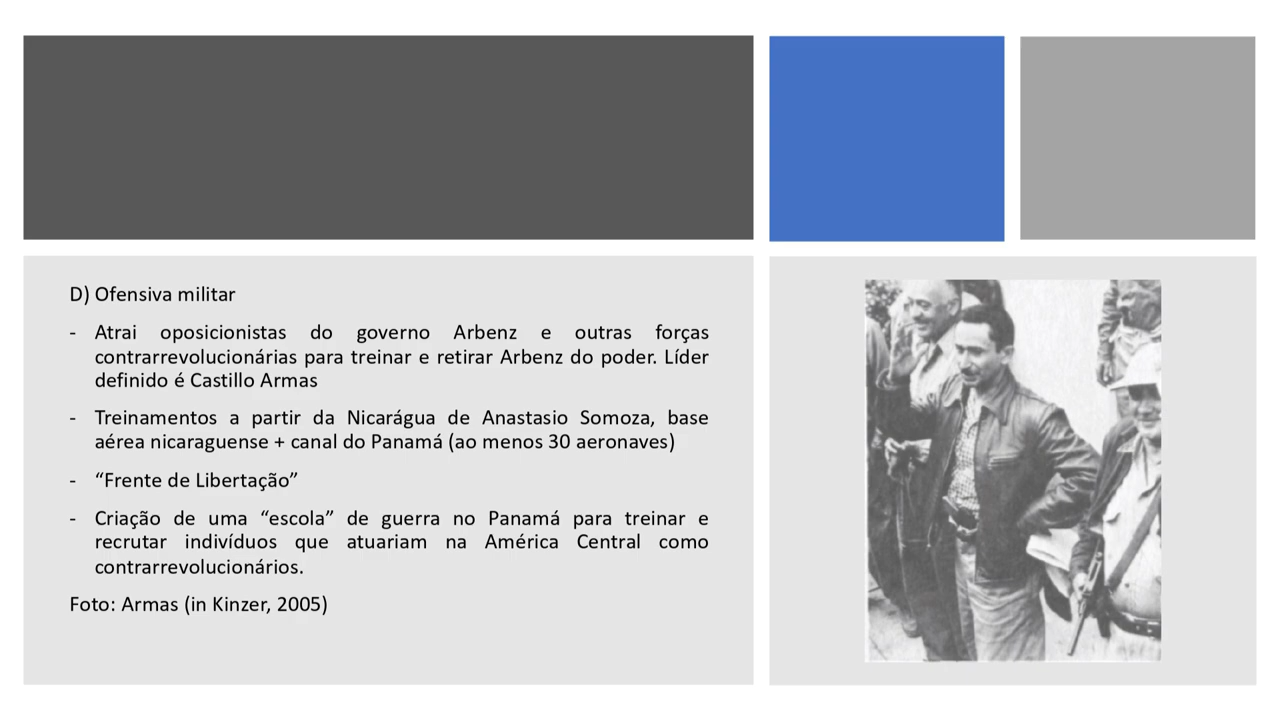 D) Ofensiva militar
- Atrai oposicionistas do governo Arbenz e outras forças
contrarrevolucionárias para treinar e retirar Arbenz do poder. Líder
definido é Castillo Armas
- Treinamentos a partir da Nicarágua de Anastasio Somoza, base
aérea nicaraguense + canal do Panamá (ao menos 30 aeronaves)
- “Frente de Libertação”
- Criação de uma “escola” de guerra no Panamá para treinar e
recrutar indivíduos que atuariam na América Central como
contrarrevolucionários.
Foto: Armas (in Kinzer, 2005)